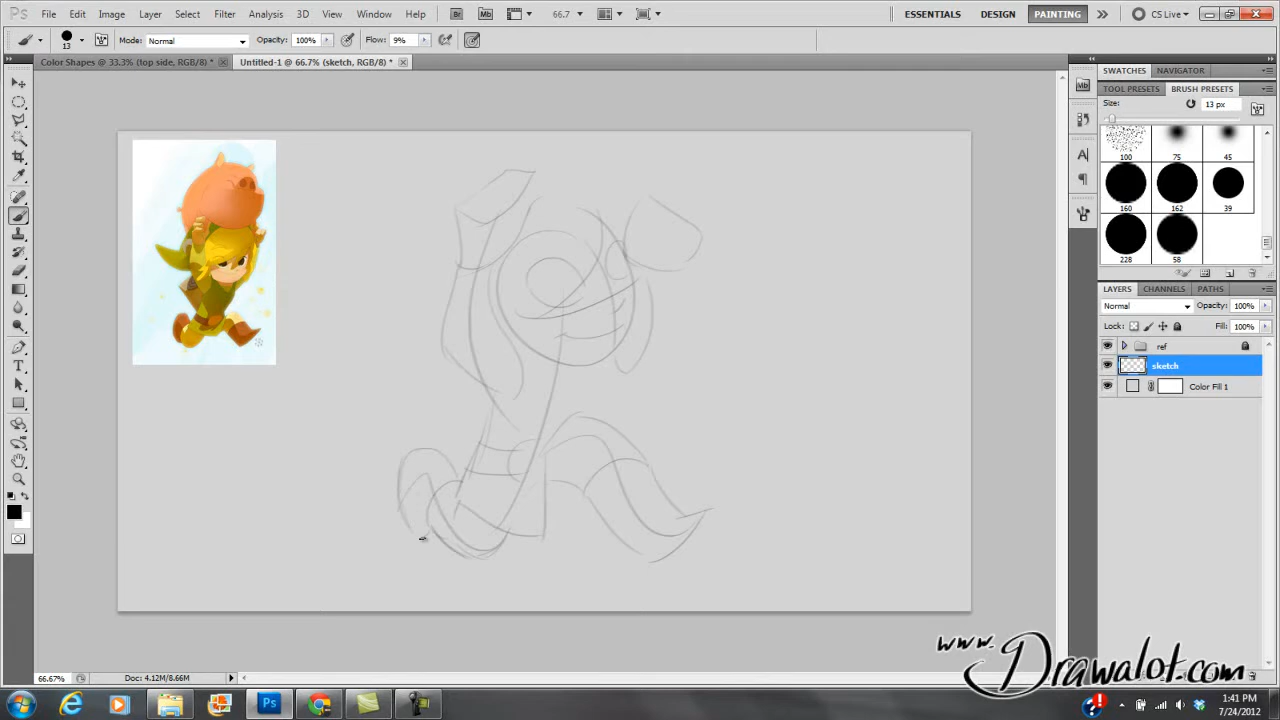 Ps File Edit Image Layer Select Filter Analysis 3D View Window Help Br Mb 66.7 ESSENTIALS DESIGN PAINTING CS Live
13 Mode: Normal Opacity: 100% Flow: 9%
Color Shapes @ 33.3% (top side, RGB/8) * Untitled-1 @ 66.7% (sketch, RGB/8) *
SWATCHES NAVIGATOR
TOOL PRESETS BRUSH PRESETS
Size: 13 px
100 75 45
160 162 39
228 58
LAYERS CHANNELS PATHS
Normal Opacity: 100%
Lock: Fill: 100%
ref
sketch
Color Fill 1
www.
Drawalot.com
66.67% Doc: 4.12M/8.66M
Ps
1:41 PM
7/24/2012